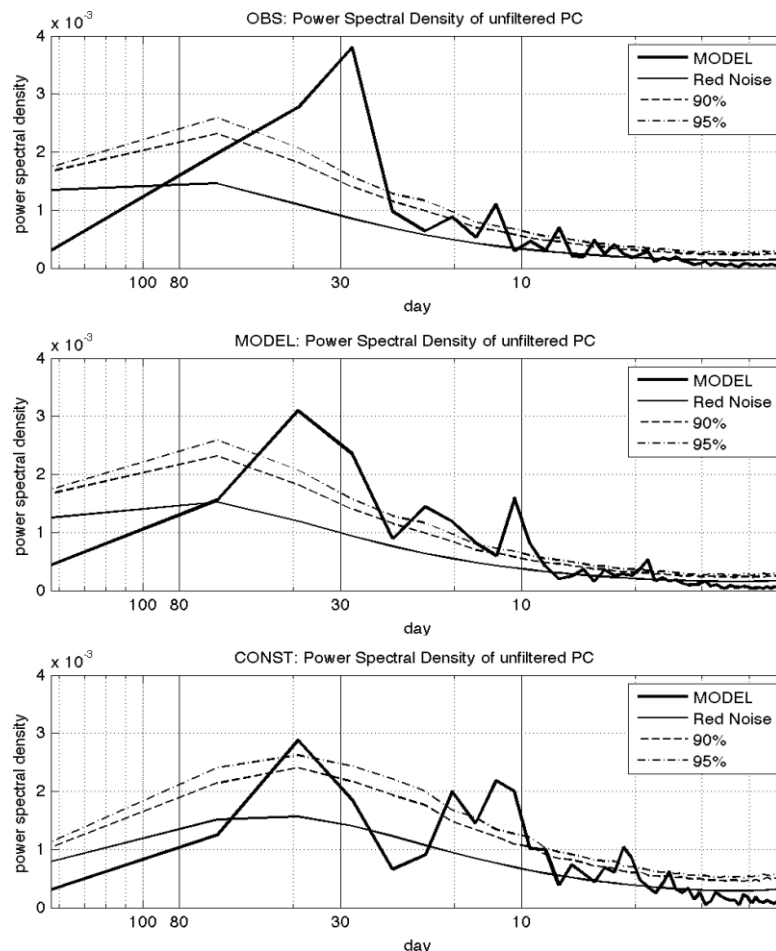 OBS: Power Spectral Density of unfiltered PC
x 10^-3
4
3
2
1
0
power spectral density
100 80 30 10
day
MODEL
Red Noise
90%
95%
MODEL: Power Spectral Density of unfiltered PC
x 10^-3
4
3
2
1
0
power spectral density
100 80 30 10
day
MODEL
Red Noise
90%
95%
CONST: Power Spectral Density of unfiltered PC
x 10^-3
4
3
2
1
0
power spectral density
100 80 30 10
day
MODEL
Red Noise
90%
95%